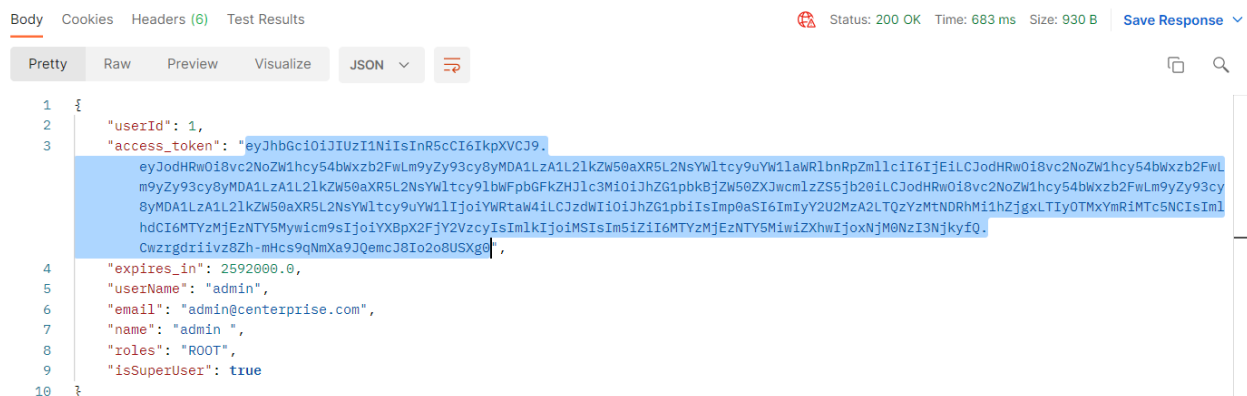 Body Cookies Headers (6) Test Results Status: 200 OK Time: 683 ms Size: 930 B Save Response
Pretty Raw Preview Visualize JSON
1 {
2 "userId": 1,
3 "access_token": "eyJhbGciOiJIUzI1NiIsInR5cCI6IkpXVCJ9.
eyJodHRwOi8vc2NoZW1hcy54bWxzb2FwLm9yZy93cy8yMDA1LzA1L2lkZW50aXR5L2NsYWltcy9uYW1laWRlbnRpZmllciI6IjEiLCJodHRwOi8vc2NoZW1hcy54bWxzb2FwL
m9yZy93cy8yMDA1LzA1L2lkZW50aXR5L2NsYWltcy9lbWFpbGFkZHJlc3MiOiJhZG1pbkBjZW50ZXJwcmlzZS5jb20iLCJodHRwOi8vc2NoZW1hcy54bWxzb2FwLm9yZy93cy
8yMDA1LzA1L2lkZW50aXR5L2NsYWltcy9uYW1lIjoiYWRtaW4iLCJzdWIiOiJhZG1pbiIsImp0aSI6ImIyY2U2MzA2LTQzYzMtNDRhMi1hZjgxLTIyOTMxYmRiMTc5NCIsIml
hdCI6MTYzMjEzNTY5Mywicm9sIjoiYXBpX2FjY2VzcyIsImlkIjoiMSIsIm5iZiI6MTYzMjEzNTY5MiwiZXhwIjoxNjM0NzI3NjkyfQ.
Cwzrgdriivz8Zh-mHcs9qNmXa9JQemcJ8Io2o8USXg0",
4 "expires_in": 2592000.0,
5 "userName": "admin",
6 "email": "admin@centerprise.com",
7 "name": "admin ",
8 "roles": "ROOT",
9 "isSuperUser": true
10 }